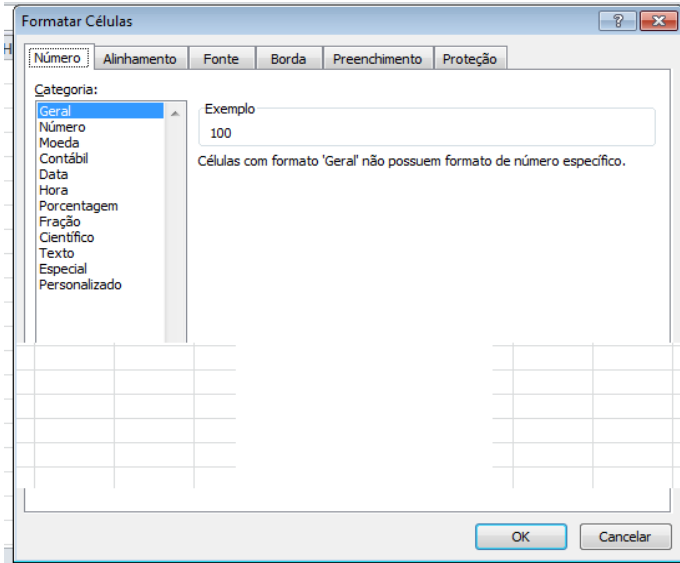 Formatar Células
H
Número Alinhamento Fonte Borda Preenchimento Proteção
Categoria:
Geral
Número
Moeda
Contábil
Data
Hora
Porcentagem
Fração
Científico
Texto
Especial
Personalizado
Exemplo
100
Células com formato 'Geral' não possuem formato de número específico.
OK Cancelar